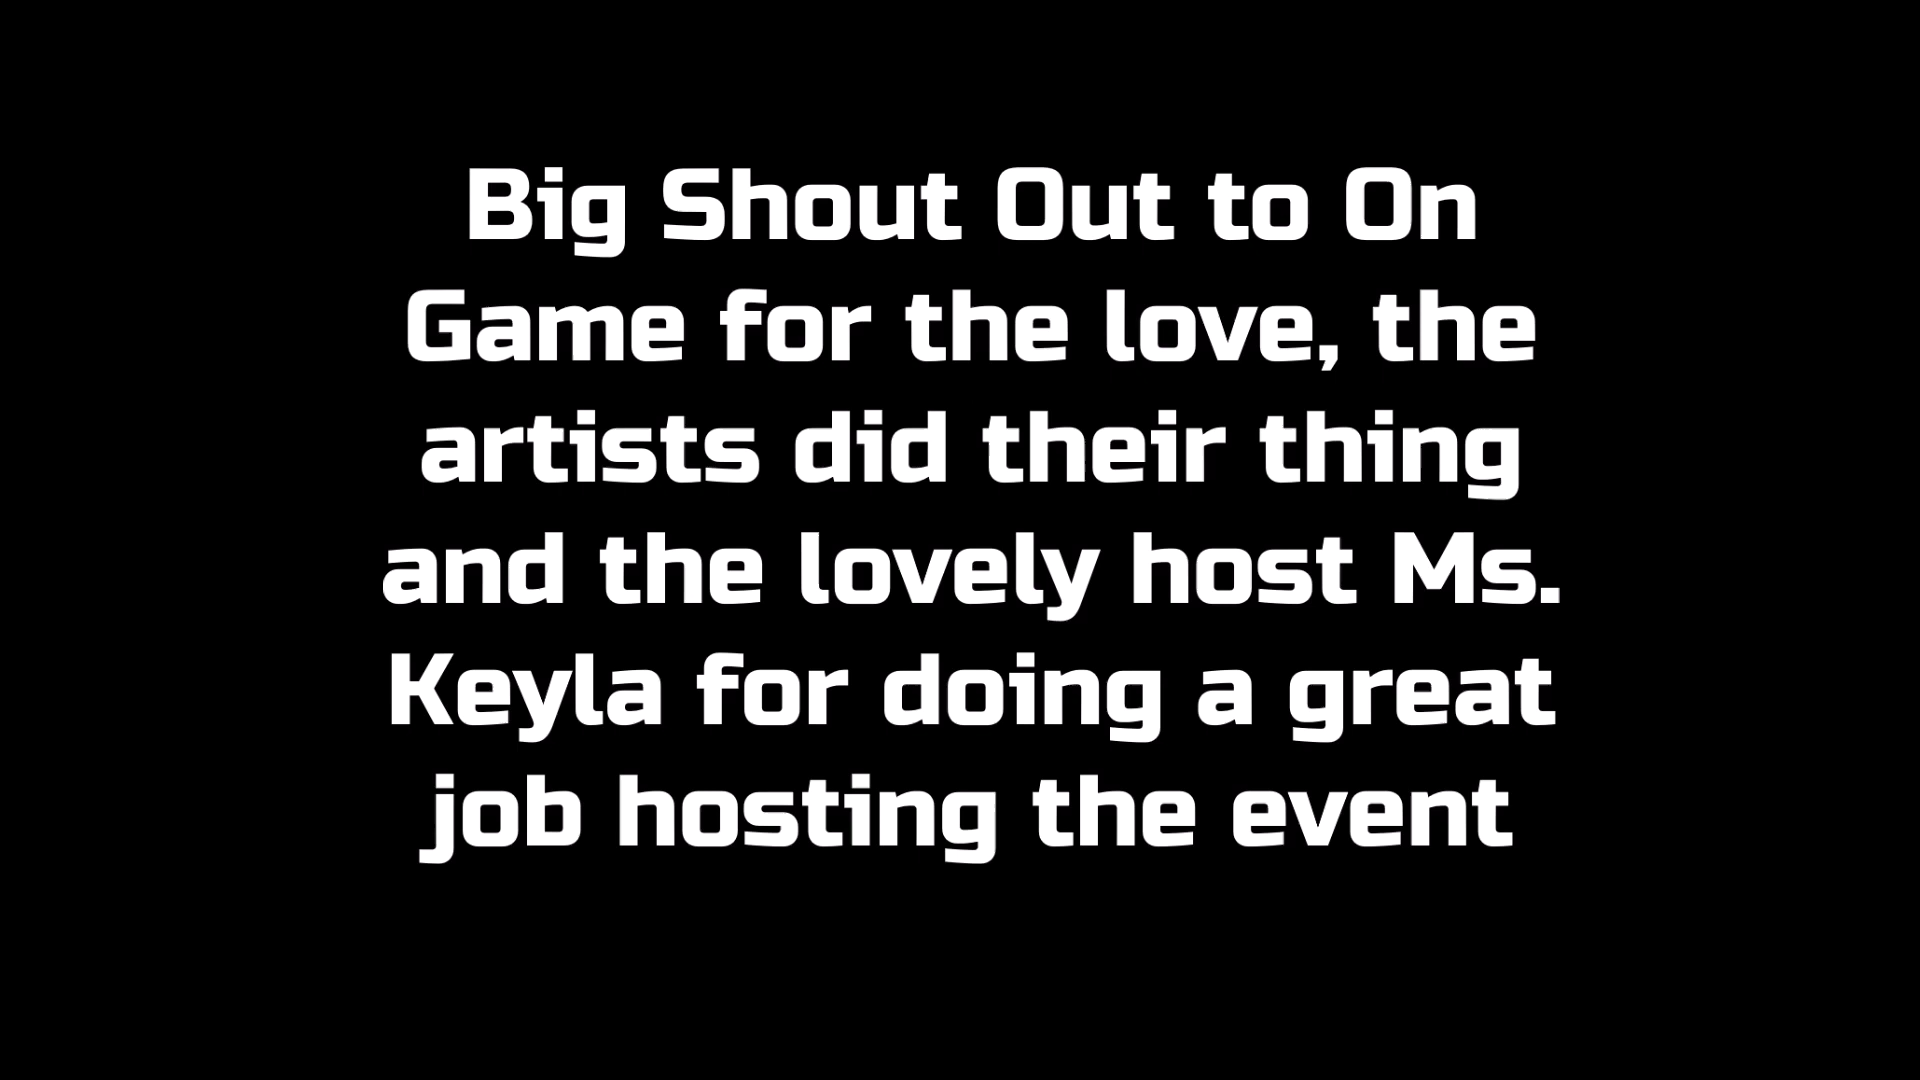 Big Shout Out to On
Game for the love, the
artists did their thing
and the lovely host Ms.
Keyla for doing a great
job hosting the event